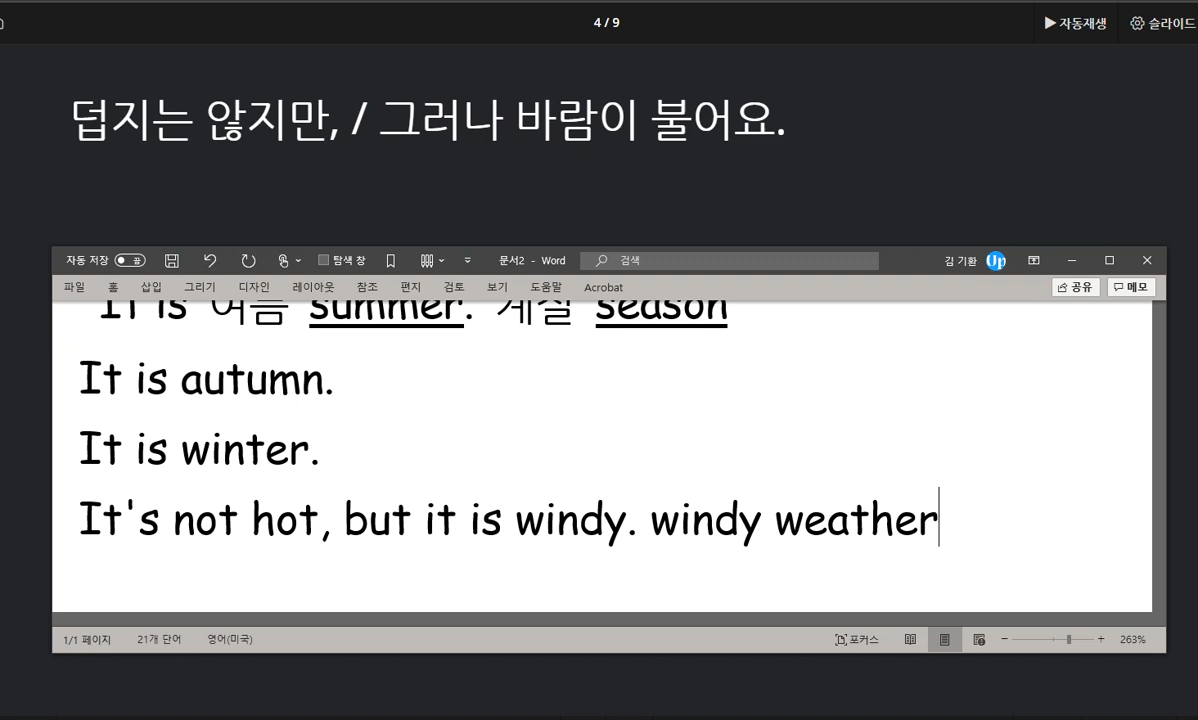 4 / 9
▶ 자동재생
슬라이드
덥지는 않지만, / 그러나 바람이 불어요.
자동 저장 끔
탐색 창
문서2 - Word
검색
김 기환
Up
파일 홈 삽입 그리기 디자인 레이아웃 참조 편지 검토 보기 도움말 Acrobat
공유
메모
It is 여름 summer. 계절 season
It is autumn.
It is winter.
It's not hot, but it is windy. windy weather
1/1 페이지 21개 단어 영어(미국)
포커스
263%